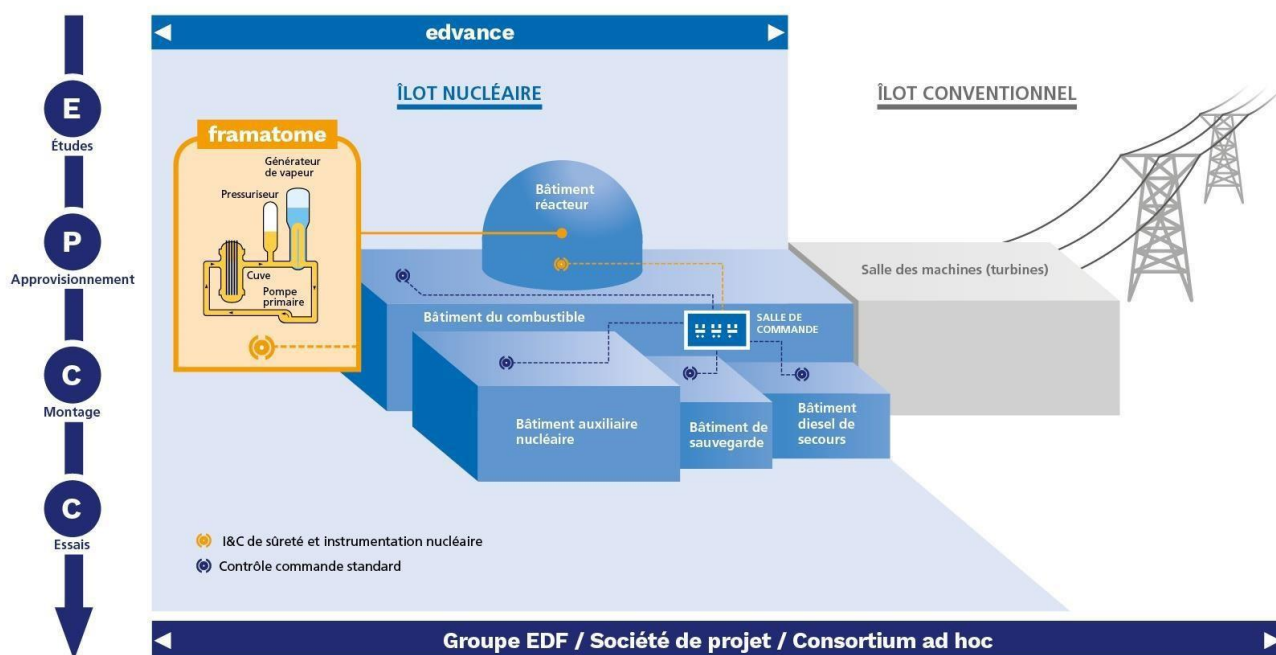 edvance
ÎLOT NUCLÉAIRE
ÎLOT CONVENTIONNEL
E
Études
P
Approvisionnement
C
Montage
C
Essais
framatome
Générateur
de vapeur
Pressuriseur
Cuve
Pompe
primaire
Bâtiment
réacteur
Salle des machines (turbines)
Bâtiment du combustible
SALLE DE
COMMANDE
Bâtiment auxiliaire
nucléaire
Bâtiment de
sauvegarde
Bâtiment
diesel de
secours
I&C de sûreté et instrumentation nucléaire
Contrôle commande standard
Groupe EDF / Société de projet / Consortium ad hoc